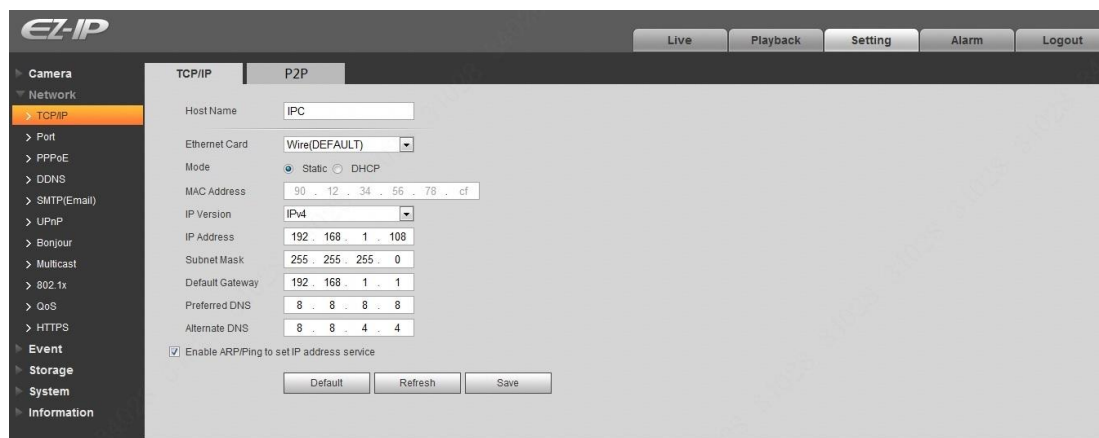 EZ-IP
Live Playback Setting Alarm Logout
Camera
Network
TCP/IP
Port
PPPoE
DDNS
SMTP(Email)
UPnP
Bonjour
Multicast
802.1x
QoS
HTTPS
Event
Storage
System
Information
TCP/IP P2P
Host Name IPC
Ethernet Card Wire(DEFAULT)
Mode Static DHCP
MAC Address 90 . 12 . 34 . 56 . 78 . cf
IP Version IPv4
IP Address 192 . 168 . 1 . 108
Subnet Mask 255 . 255 . 255 . 0
Default Gateway 192 . 168 . 1 . 1
Preferred DNS 8 . 8 . 8 . 8
Alternate DNS 8 . 8 . 4 . 4
Enable ARP/Ping to set IP address service
Default Refresh Save